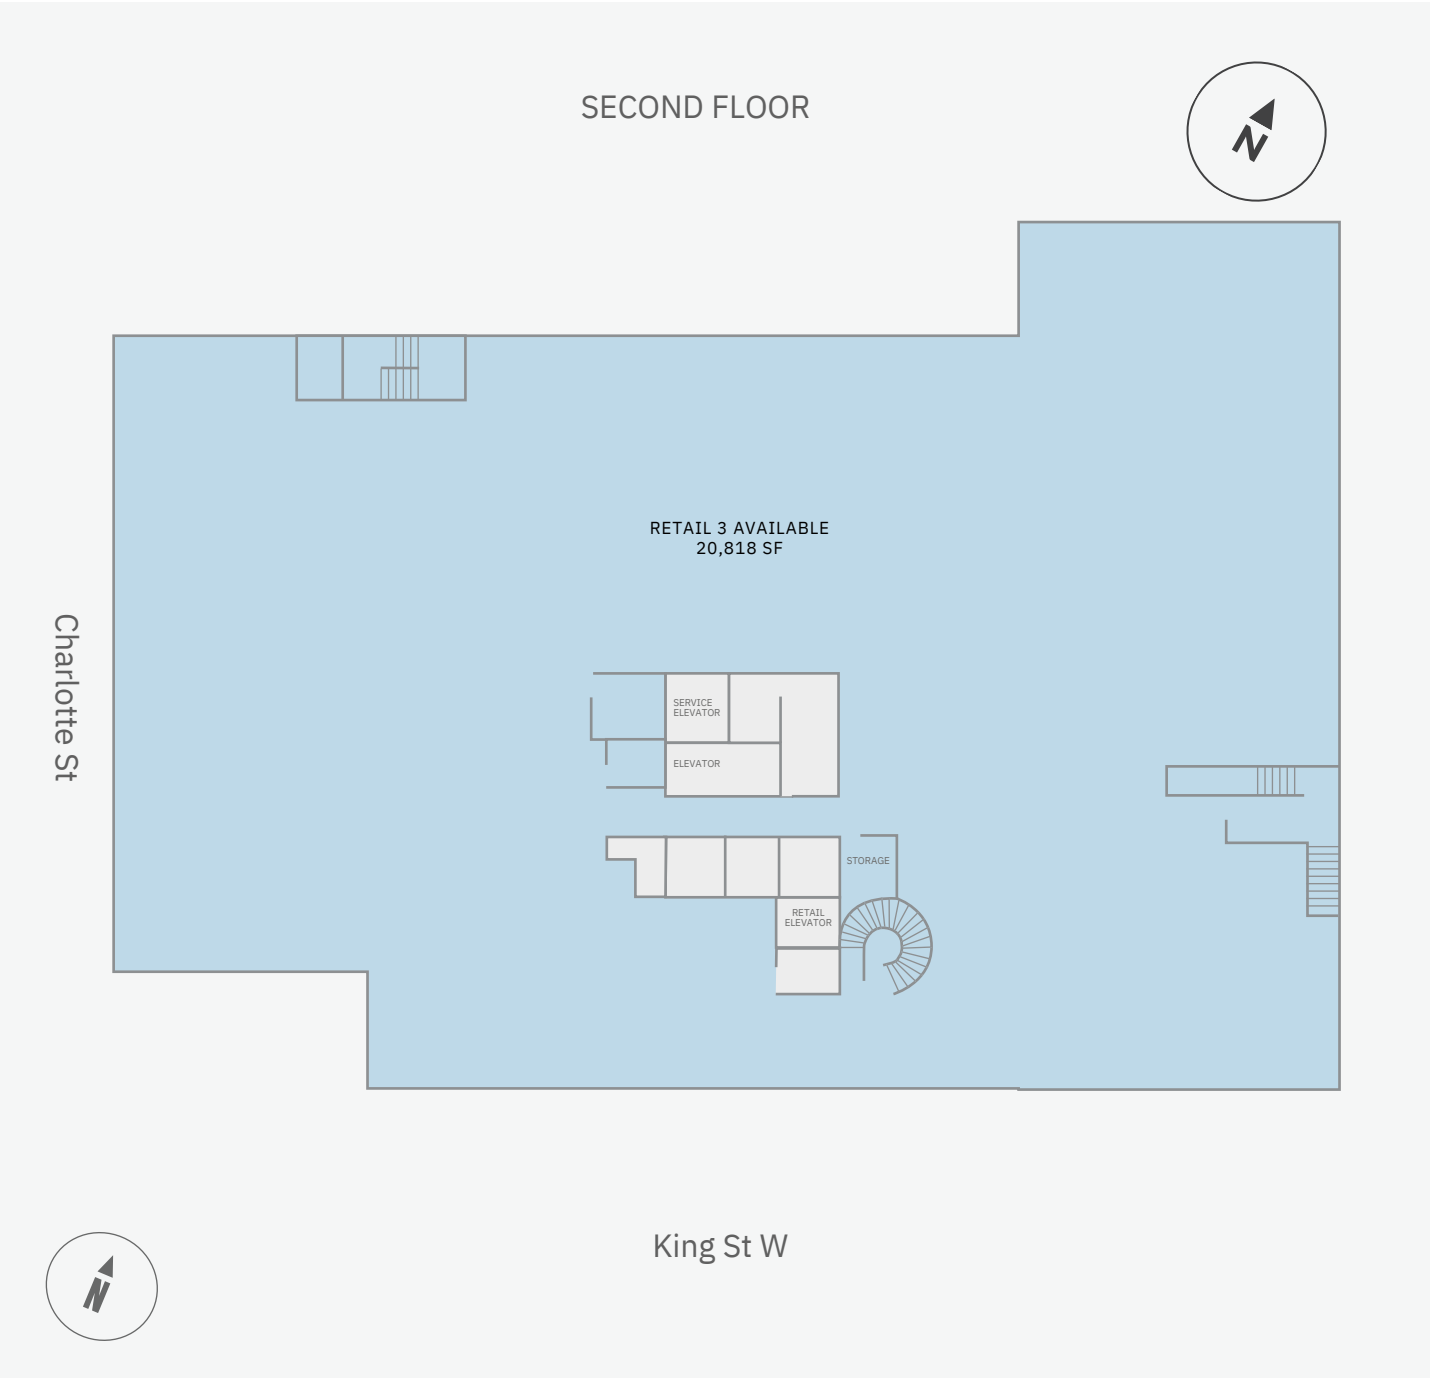 SECOND FLOOR
N
RETAIL 3 AVAILABLE
20,818 SF
Charlotte St
SERVICE
ELEVATOR
ELEVATOR
STORAGE
RETAIL
ELEVATOR
King St W
N